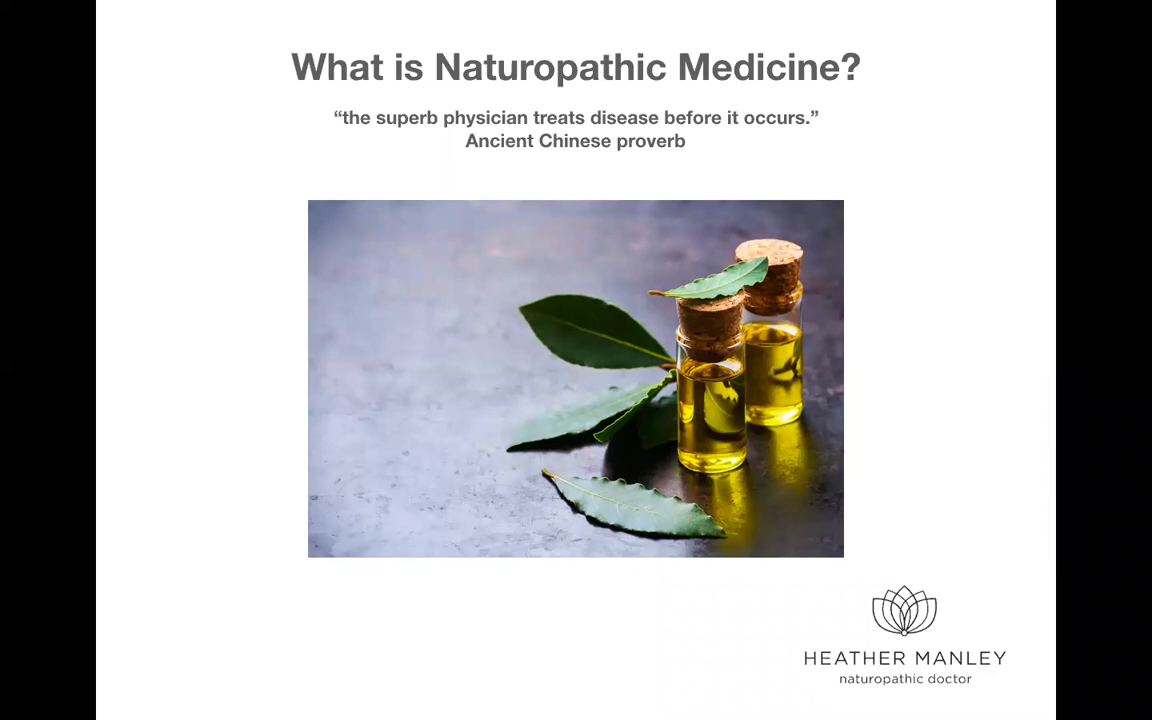 What is Naturopathic Medicine?
“the superb physician treats disease before it occurs.”
Ancient Chinese proverb
HEATHER MANLEY
naturopathic doctor